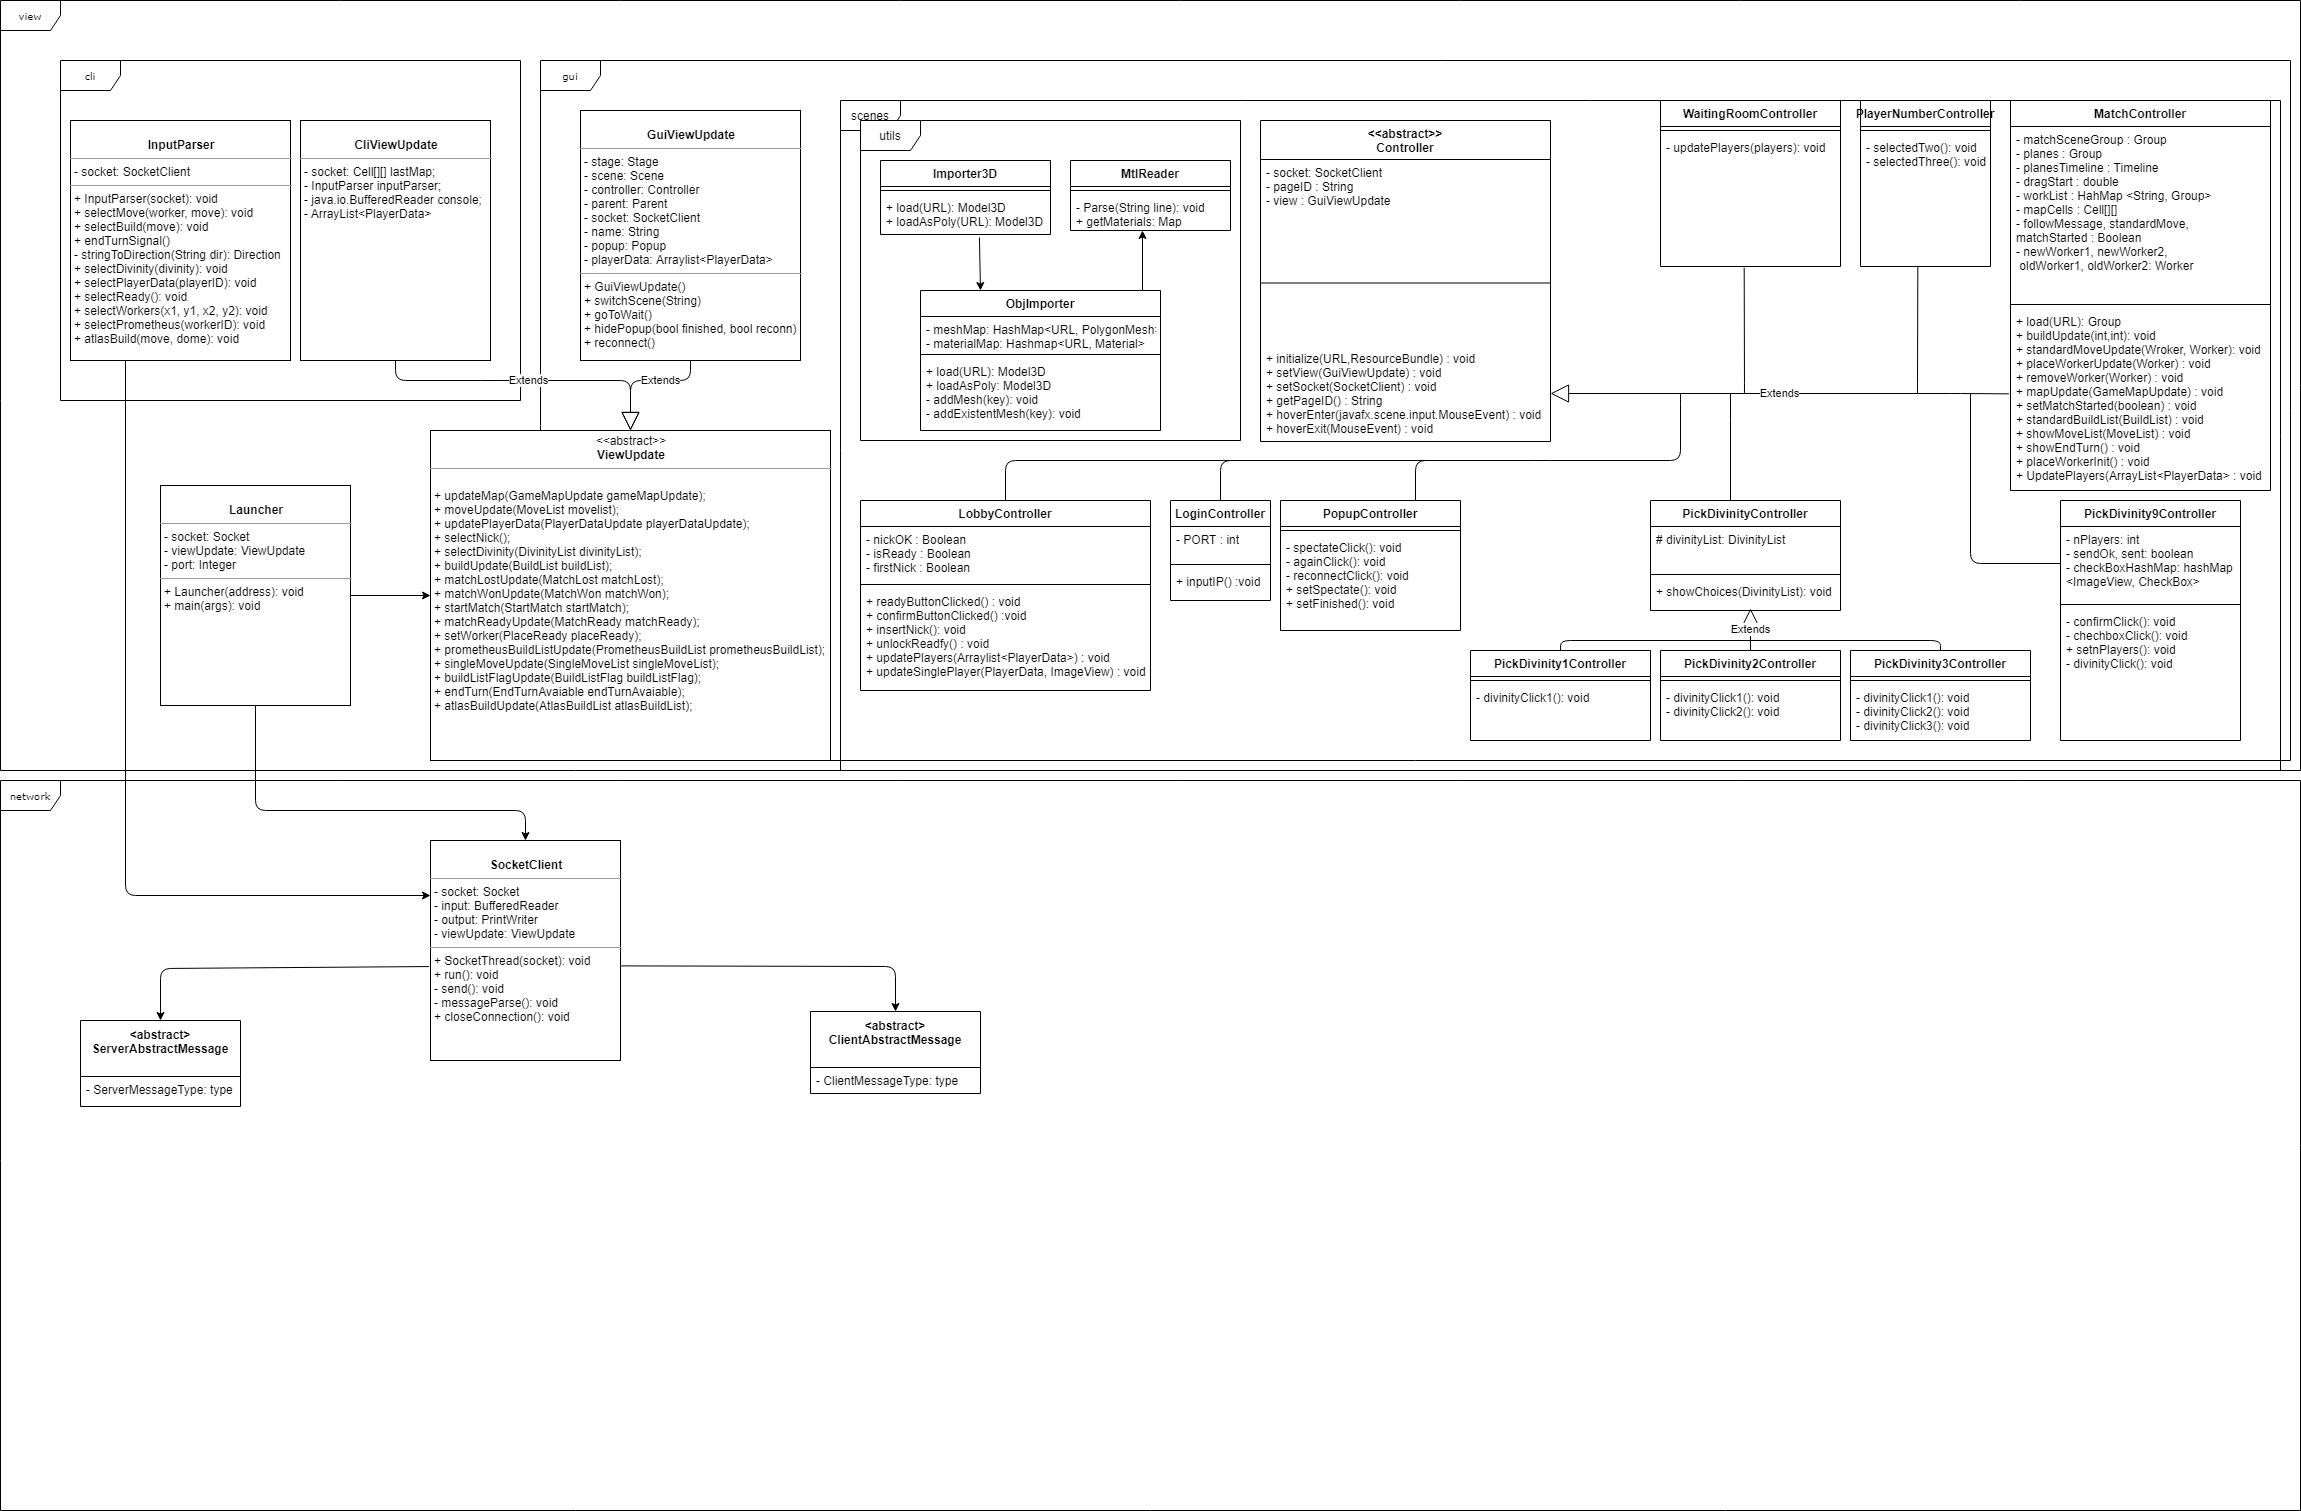 view
cli
InputParser
- socket: SocketClient
+ InputParser(socket): void
+ selectMove(worker, move): void
+ selectBuild(move): void
+ endTurnSignal()
- stringToDirection(String dir): Direction
+ selectDivinity(divinity): void
+ selectPlayerData(playerID): void
+ selectReady(): void
+ selectWorkers(x1, y1, x2, y2): void
+ selectPrometheus(workerID): void
+ atlasBuild(move, dome): void
CliViewUpdate
- socket: Cell[][] lastMap;
- InputParser inputParser;
- java.io.BufferedReader console;
- ArrayList<PlayerData>
gui
GuiViewUpdate
- stage: Stage
- scene: Scene
- controller: Controller
- parent: Parent
- socket: SocketClient
- name: String
- popup: Popup
- playerData: Arraylist<PlayerData>
+ GuiViewUpdate()
+ switchScene(String)
+ goToWait()
+ hidePopup(bool finished, bool reconn)
+ reconnect()
Extends
Extends
<<abstract>>
ViewUpdate
+ updateMap(GameMapUpdate gameMapUpdate);
+ moveUpdate(MoveList movelist);
+ updatePlayerData(PlayerDataUpdate playerDataUpdate);
+ selectNick();
+ selectDivinity(DivinityList divinityList);
+ buildUpdate(BuildList buildList);
+ matchLostUpdate(MatchLost matchLost);
+ matchWonUpdate(MatchWon matchWon);
+ startMatch(StartMatch startMatch);
+ matchReadyUpdate(MatchReady matchReady);
+ setWorker(PlaceReady placeReady);
+ prometheusBuildListUpdate(PrometheusBuildList prometheusBuildList);
+ singleMoveUpdate(SingleMoveList singleMoveList);
+ buildListFlagUpdate(BuildListFlag buildListFlag);
+ endTurn(EndTurnAvaiable endTurnAvaiable);
+ atlasBuildUpdate(AtlasBuildList atlasBuildList);
Launcher
- socket: Socket
- viewUpdate: ViewUpdate
- port: Integer
+ Launcher(address): void
+ main(args): void
scenes
utils
Importer3D
+ load(URL): Model3D
+ loadAsPoly(URL): Model3D
MtlReader
- Parse(String line): void
+ getMaterials: Map
ObjImporter
- meshMap: HashMap<URL, PolygonMesh>
- materialMap: Hashmap<URL, Material>
+ load(URL): Model3D
+ loadAsPoly: Model3D
- addMesh(key): void
- addExistentMesh(key): void
<<abstract>>
Controller
- socket: SocketClient
- pageID : String
- view : GuiViewUpdate
+ initialize(URL,ResourceBundle) : void
+ setView(GuiViewUpdate) : void
+ setSocket(SocketClient) : void
+ getPageID() : String
+ hoverEnter(javafx.scene.input.MouseEvent) : void
+ hoverExit(MouseEvent) : void
WaitingRoomController
- updatePlayers(players): void
PlayerNumberController
- selectedTwo(): void
- selectedThree(): void
MatchController
- matchSceneGroup : Group
- planes : Group
- planesTimeline : Timeline
- dragStart : double
- workList : HahMap <String, Group>
- mapCells : Cell[][]
- followMessage, standardMove,
matchStarted : Boolean
- newWorker1, newWorker2,
oldWorker1, oldWorker2: Worker
+ load(URL): Group
+ buildUpdate(int,int): void
+ standardMoveUpdate(Wroker, Worker): void
+ placeWorkerUpdate(Worker) : void
+ removeWorker(Worker) : void
+ mapUpdate(GameMapUpdate) : void
+ setMatchStarted(boolean) : void
+ standardBuildList(BuildList) : void
+ showMoveList(MoveList) : void
+ showEndTurn() : void
+ placeWorkerInit() : void
+ UpdatePlayers(ArrayList<PlayerData> : void
Extends
LobbyController
- nickOK : Boolean
- isReady : Boolean
- firstNick : Boolean
+ readyButtonClicked() : void
+ confirmButtonClicked() :void
+ insertNick(): void
+ unlockReadfy() : void
+ updatePlayers(Arraylist<PlayerData>) : void
+ updateSinglePlayer(PlayerData, ImageView) : void
LoginController
- PORT : int
+ inputIP() :void
PopupController
- spectateClick(): void
- againClick(): void
- reconnectClick(): void
+ setSpectate(): void
+ setFinished(): void
PickDivinityController
# divinityList: DivinityList
+ showChoices(DivinityList): void
Extends
PickDivinity1Controller
- divinityClick1(): void
PickDivinity2Controller
- divinityClick1(): void
- divinityClick2(): void
PickDivinity3Controller
- divinityClick1(): void
- divinityClick2(): void
- divinityClick3(): void
PickDivinity9Controller
- nPlayers: int
- sendOk, sent: boolean
- checkBoxHashMap: hashMap
<ImageView, CheckBox>
- confirmClick(): void
- chechboxClick(): void
+ setnPlayers(): void
- divinityClick(): void
network
SocketClient
- socket: Socket
- input: BufferedReader
- output: PrintWriter
- viewUpdate: ViewUpdate
+ SocketThread(socket): void
+ run(): void
- send(): void
- messageParse(): void
+ closeConnection(): void
<abstract>
ServerAbstractMessage
- ServerMessageType: type
<abstract>
ClientAbstractMessage
- ClientMessageType: type